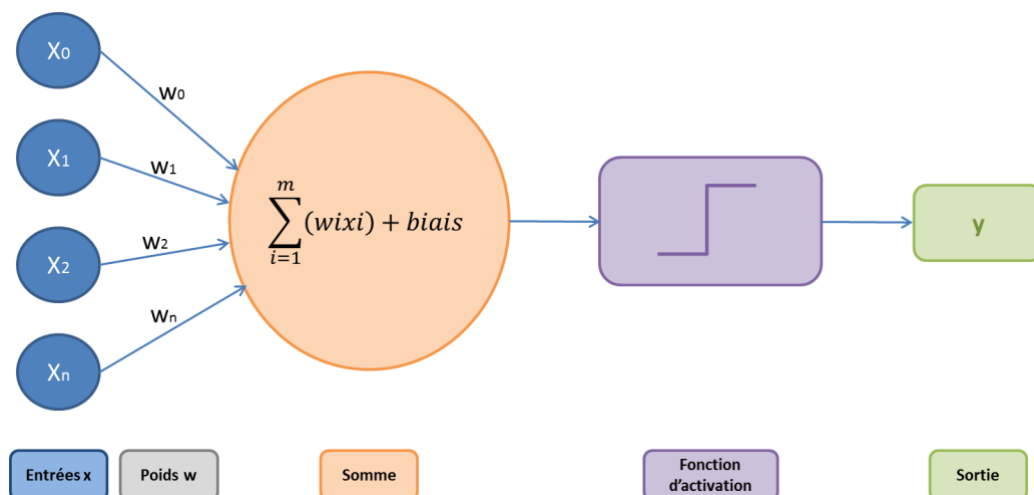 X0
W0
X1
W1
m
∑(wixi) + biais
i=1
y
X2
W2
Wn
Xn
Entrées x
Poids w
Somme
Fonction
d'activation
Sortie